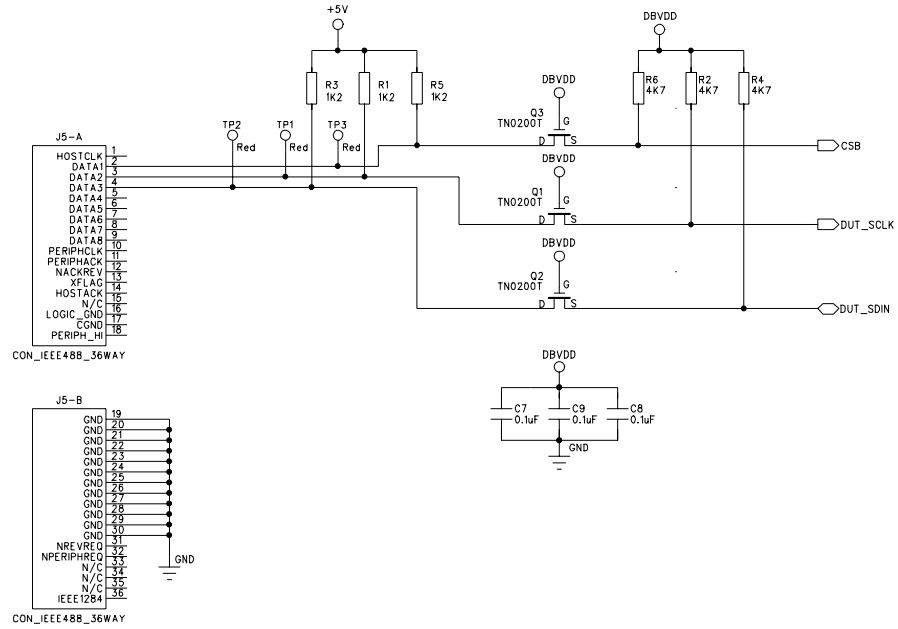 +5V
DBVDD
R3
1K2
R1
1K2
R5
1K2
R6
4K7
R2
4K7
R4
4K7
DBVDD
G
Q3
TN0200T
D
S
CSB
TP2
Red
TP1
Red
TP3
Red
DBVDD
G
Q1
TN0200T
D
S
DUT_SCLK
DBVDD
G
Q2
TN0200T
D
S
DUT_SDIN
J5-A
HOSTCLK 1
DATA1 2
DATA2 3
DATA3 4
DATA4 5
DATA5 6
DATA6 7
DATA7 8
DATA8 9
PERIPHCLK 10
PERIPHACK 11
NACKREV 12
XFLAG 13
HOSTACK 14
N/C 15
LOGIC_GND 16
CGND 17
PERIPH_HI 18
CON_IEEE488_36WAY
DBVDD
C7
0.1uF
C9
0.1uF
C8
0.1uF
GND
J5-B
GND 19
GND 20
GND 21
GND 22
GND 23
GND 24
GND 25
GND 26
GND 27
GND 28
GND 29
GND 30
NREVREQ 31
NPERIPHREQ 32
N/C 33
N/C 34
N/C 35
IEEE1284 36
GND
CON_IEEE488_36WAY